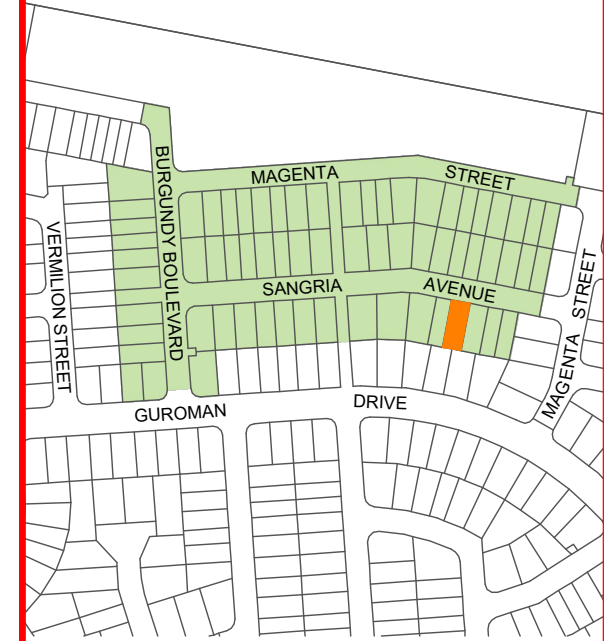 MAGENTA STREET
BURGUNDY BOULEVARD
SANGRIA AVENUE
VERMILION STREET
MAGENTA STREET
GUROMAN DRIVE